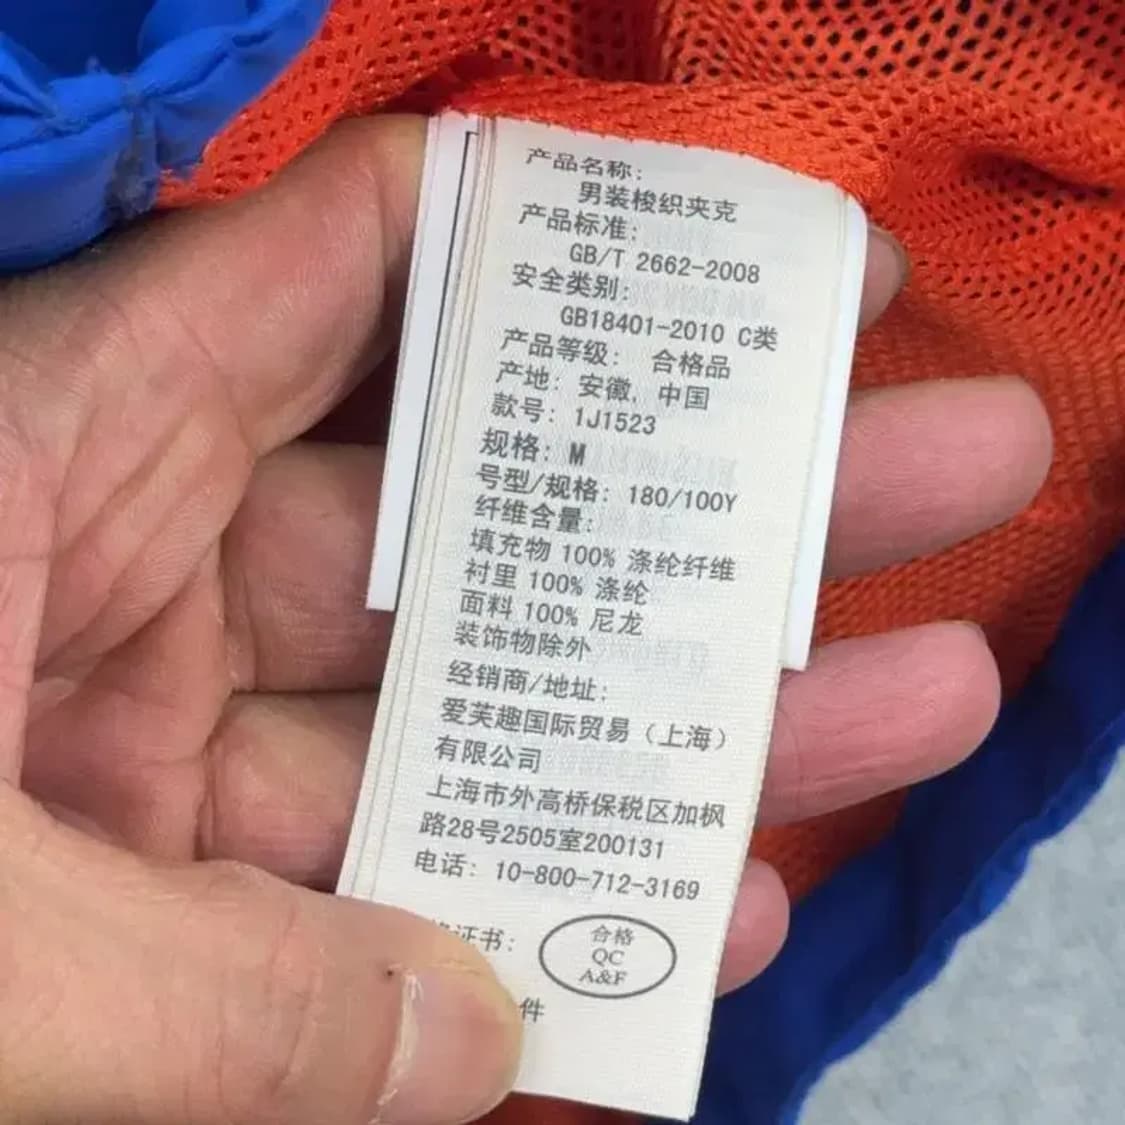 产品名称:
男装梭织夹克
产品标准:
GB/T 2662-2008
安全类别:
GB18401-2010 C类
产品等级: 合格品
产地: 安徽, 中国
款号: 1J1523
规格: M
号型/规格: 180/100Y
纤维含量:
填充物 100% 涤纶纤维
衬里 100% 涤纶
面料 100% 尼龙
装饰物除外
经销商/地址:
爱芙趣国际贸易（上海）
有限公司
上海市外高桥保税区加枫
路28号2505室200131
电话: 10-800-712-3169
证书:
合格
QC
A&F
件